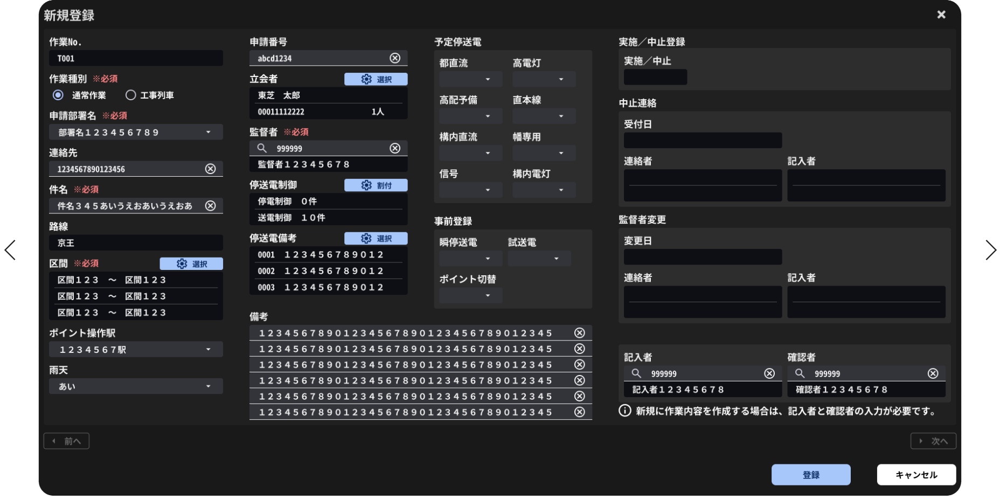 新規登録
作業No.
T001
作業種別 ※必須
通常作業 工事列車
申請部署名 ※必須
部署名１２３４５６７８９
連絡先
1234567890123456
件名 ※必須
件名３４５あいうえおあいうえおあ
路線
京王
区間 ※必須 選択
区間１２３ ～ 区間１２３
区間１２３ ～ 区間１２３
区間１２３ ～ 区間１２３
ポイント操作駅
１２３４５６７駅
雨天
あい
申請番号
abcd1234
立会者 選択
東芝 太郎
00011112222 1人
監督者 ※必須
999999
監督者１２３４５６７８
停送電制御 割付
停電制御 ０件
送電制御 １０件
停送電備考 選択
0001 １２３４５６７８９０１２
0002 １２３４５６７８９０１２
0003 １２３４５６７８９０１２
備考
１２３４５６７８９０１２３４５６７８９０１２３４５６７８９０１２３４５
１２３４５６７８９０１２３４５６７８９０１２３４５６７８９０１２３４５
１２３４５６７８９０１２３４５６７８９０１２３４５６７８９０１２３４５
１２３４５６７８９０１２３４５６７８９０１２３４５６７８９０１２３４５
１２３４５６７８９０１２３４５６７８９０１２３４５６７８９０１２３４５
１２３４５６７８９０１２３４５６７８９０１２３４５６７８９０１２３４５
予定停送電
都直流 高電灯
高配予備 直本線
構内直流 幡専用
信号 構内電灯
事前登録
瞬停送電 試送電
ポイント切替
実施／中止登録
実施／中止
中止連絡
受付日
連絡者 記入者
監督者変更
変更日
連絡者 記入者
記入者 確認者
999999 999999
記入者１２３４５６７８ 確認者１２３４５６７８
新規に作業内容を作成する場合は、記入者と確認者の入力が必要です。
前へ 次へ
登録 キャンセル